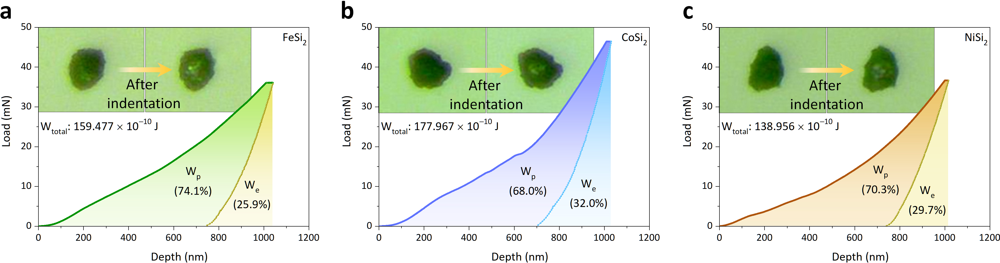 a
50
40
30
20
10
0
Load (mN)
FeSi2
After
indentation
Wtotal: 159.477 × 10−10 J
Wp
(74.1%)
We
(25.9%)
0 200 400 600 800 1000 1200
Depth (nm)
b
50
40
30
20
10
0
Load (mN)
CoSi2
After
indentation
Wtotal: 177.967 × 10−10 J
Wp
(68.0%)
We
(32.0%)
0 200 400 600 800 1000 1200
Depth (nm)
c
50
40
30
20
10
0
Load (mN)
NiSi2
After
indentation
Wtotal: 138.956 × 10−10 J
Wp
(70.3%)
We
(29.7%)
0 200 400 600 800 1000 1200
Depth (nm)